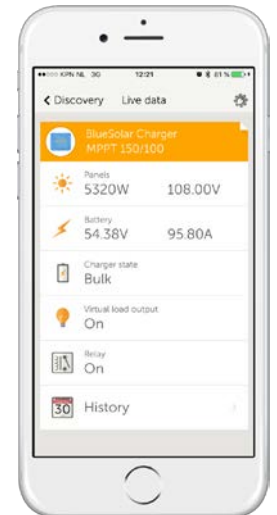 KPN NL 3G 12:21 81 %
Discovery Live data
BlueSolar Charger
MPPT 150/100
Panels
5320W 108.00V
Battery
54.38V 95.80A
Charger state
Bulk
Virtual load output
On
Relay
On
30 History